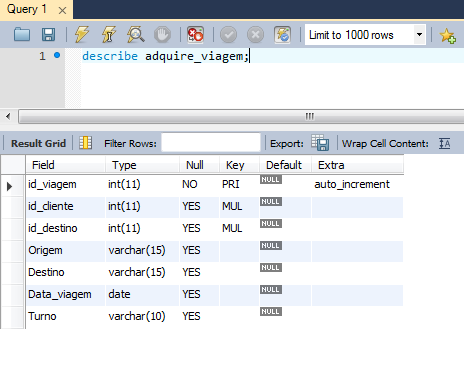 Query 1 ×
Limit to 1000 rows
1 describe adquire_viagem;
Result Grid Filter Rows: Export: Wrap Cell Content: IA
Field Type Null Key Default Extra
id_viagem int(11) NO PRI NULL auto_increment
id_cliente int(11) YES MUL NULL
id_destino int(11) YES MUL NULL
Origem varchar(15) YES NULL
Destino varchar(15) YES NULL
Data_viagem date YES NULL
Turno varchar(10) YES NULL